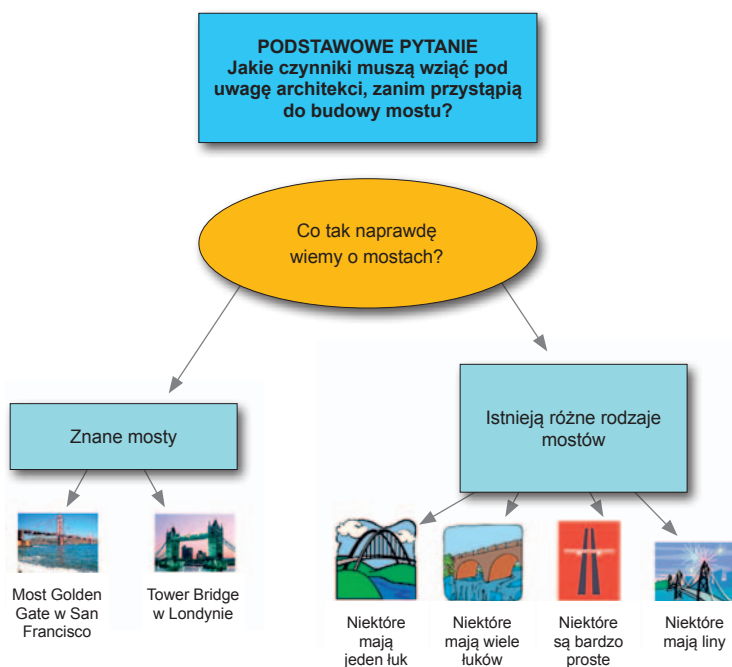 PODSTAWOWE PYTANIE
Jakie czynniki muszą wziąć pod
uwagę architekci, zanim przystąpią
do budowy mostu?
Co tak naprawdę
wiemy o mostach?
Znane mosty
Istnieją różne rodzaje
mostów
Most Golden
Gate w San
Francisco
Tower Bridge
w Londynie
Niektóre
mają
jeden łuk
Niektóre
mają wiele
łuków
Niektóre
są bardzo
proste
Niektóre
mają liny